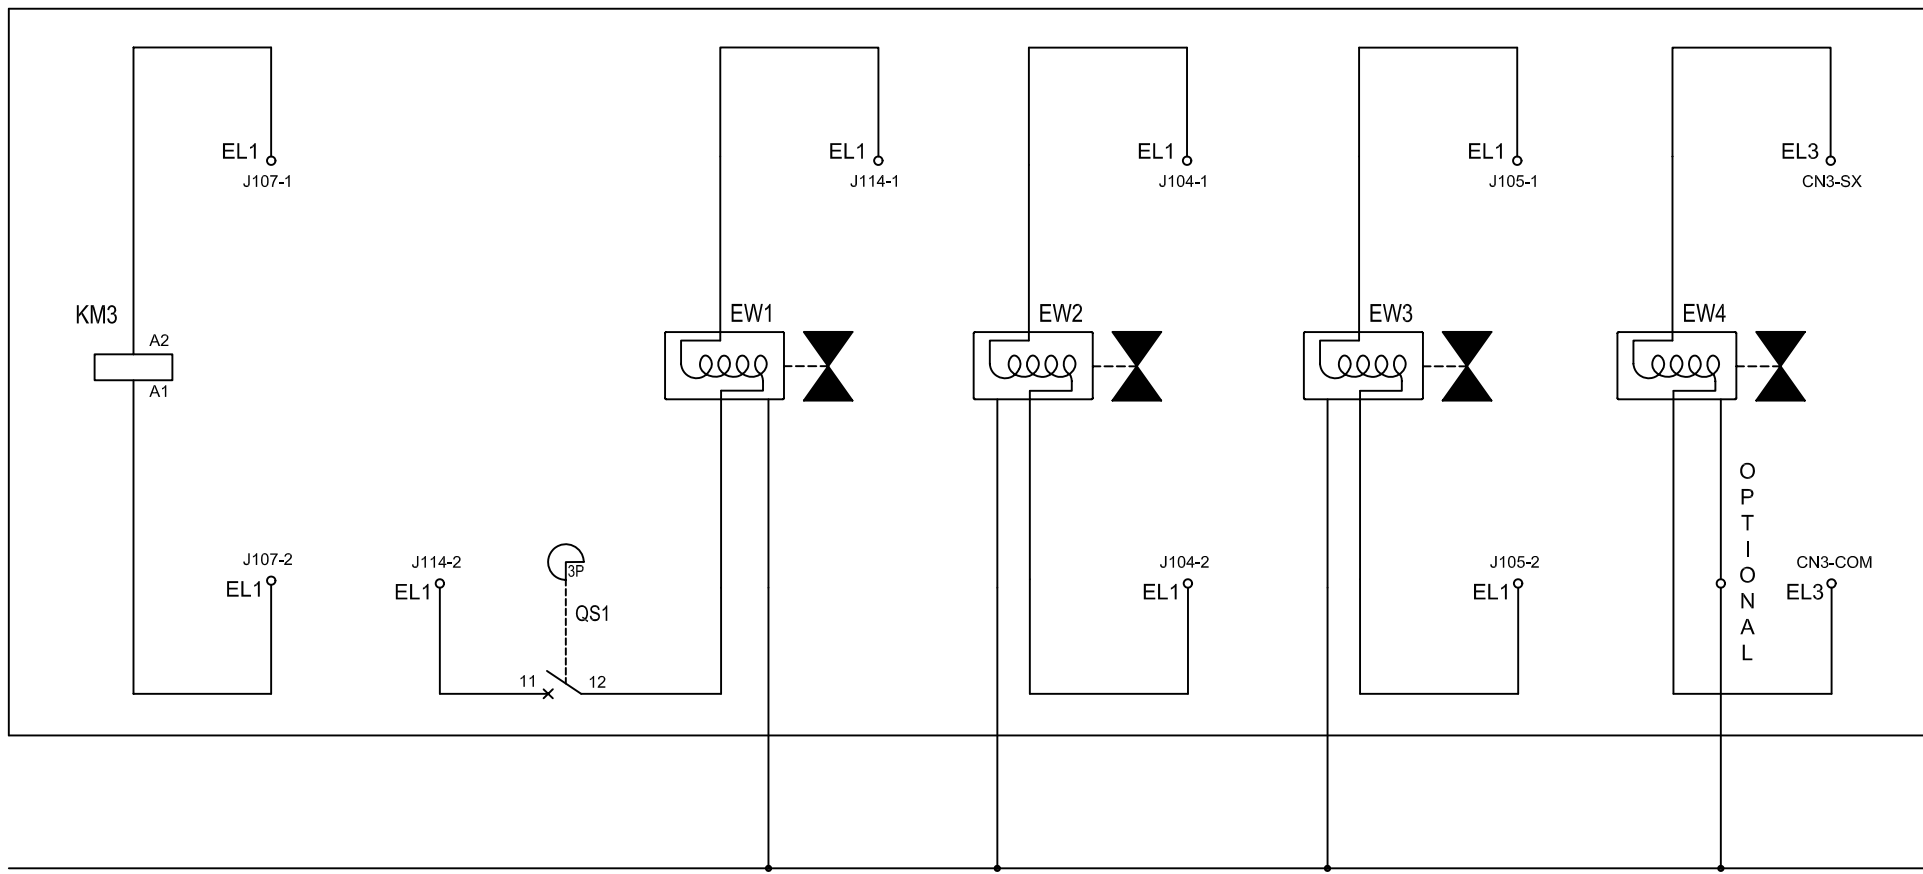 EL1
J107-1
EL1
J114-1
EL1
J104-1
EL1
J105-1
EL3
CN3-SX
KM3
A2
A1
EW1
EW2
EW3
EW4
OPTIONAL
J107-2
EL1
J114-2
EL1
3P
QS1
11
12
J104-2
EL1
J105-2
EL1
CN3-COM
EL3